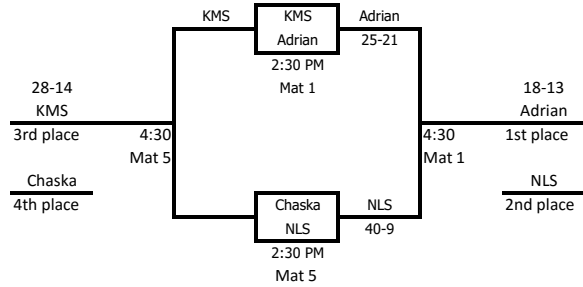 KMS KMS Adrian
Adrian 25-21
2:30 PM
Mat 1
28-14 18-13
KMS Adrian
3rd place 4:30 4:30 1st place
Mat 5 Mat 1
Chaska NLS
4th place 2nd place
Chaska NLS
NLS 40-9
2:30 PM
Mat 5